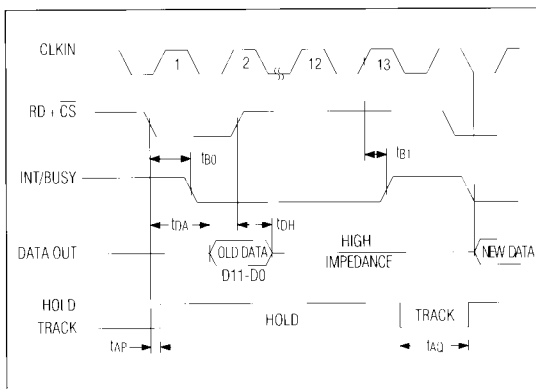 CLKIN
1 2 12 13
RD + CS
tB0 tB1
INT/BUSY
tDA tDH
DATA OUT OLD DATA HIGH IMPEDANCE NEW DATA
D11-D0
HOLD HOLD TRACK
TRACK
tAP tAQ